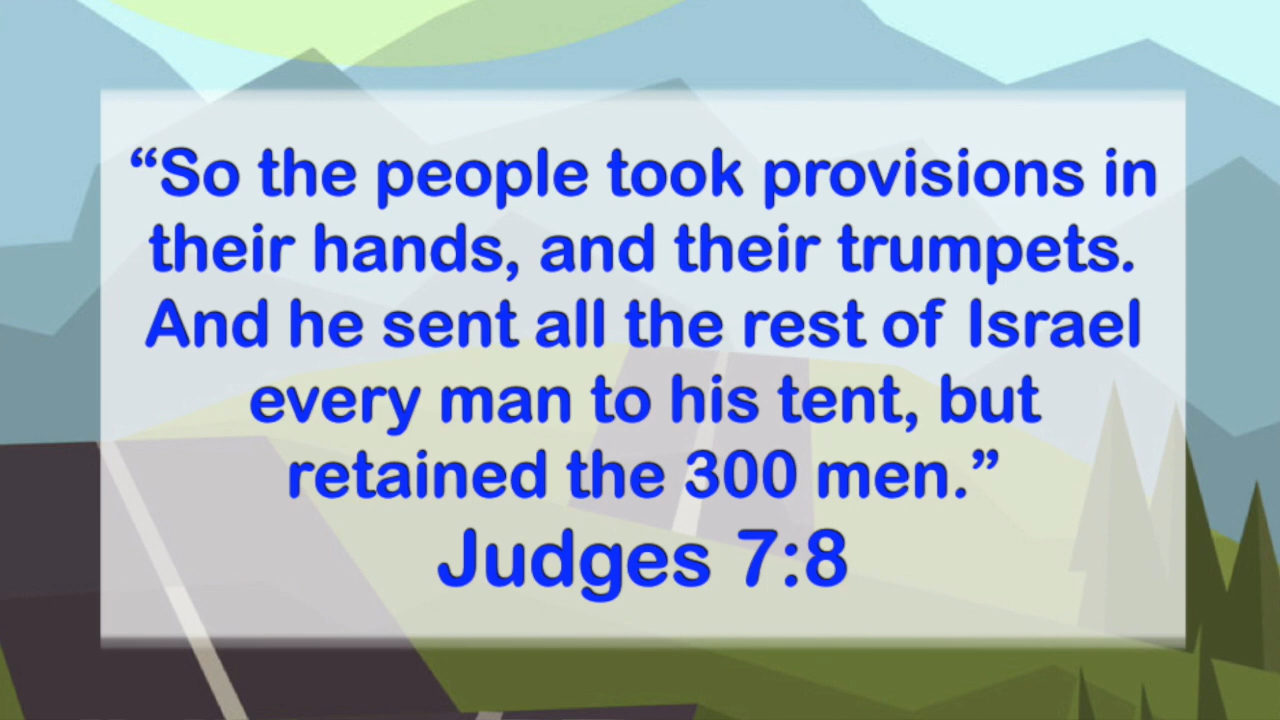 “So the people took provisions in
their hands, and their trumpets.
And he sent all the rest of Israel
every man to his tent, but
retained the 300 men.”
Judges 7:8